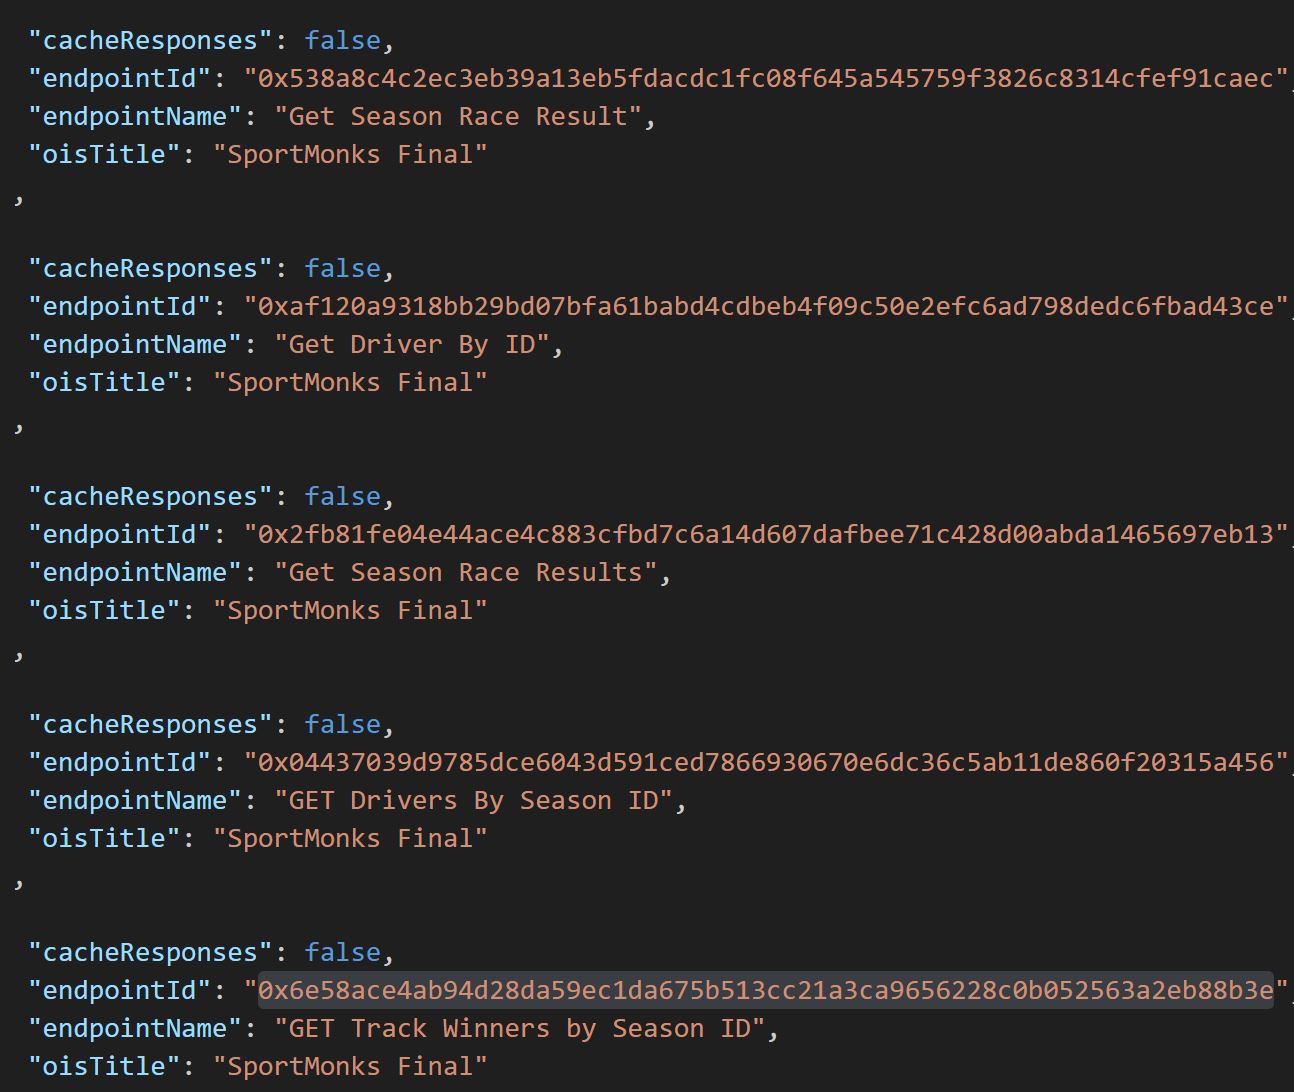 "cacheResponses": false,
"endpointId": "0x538a8c4c2ec3eb39a13eb5fdacdc1fc08f645a545759f3826c8314cfef91caec",
"endpointName": "Get Season Race Result",
"oisTitle": "SportMonks Final"
,
"cacheResponses": false,
"endpointId": "0xaf120a9318bb29bd07bfa61babd4cdbeb4f09c50e2efc6ad798dedc6fbad43ce",
"endpointName": "Get Driver By ID",
"oisTitle": "SportMonks Final"
,
"cacheResponses": false,
"endpointId": "0x2fb81fe04e44ace4c883cfbd7c6a14d607dafbee71c428d00abda1465697eb13",
"endpointName": "Get Season Race Results",
"oisTitle": "SportMonks Final"
,
"cacheResponses": false,
"endpointId": "0x04437039d9785dce6043d591ced7866930670e6dc36c5ab11de860f20315a456",
"endpointName": "GET Drivers By Season ID",
"oisTitle": "SportMonks Final"
,
"cacheResponses": false,
"endpointId": "0x6e58ace4ab94d28da59ec1da675b513cc21a3ca9656228c0b052563a2eb88b3e",
"endpointName": "GET Track Winners by Season ID",
"oisTitle": "SportMonks Final"